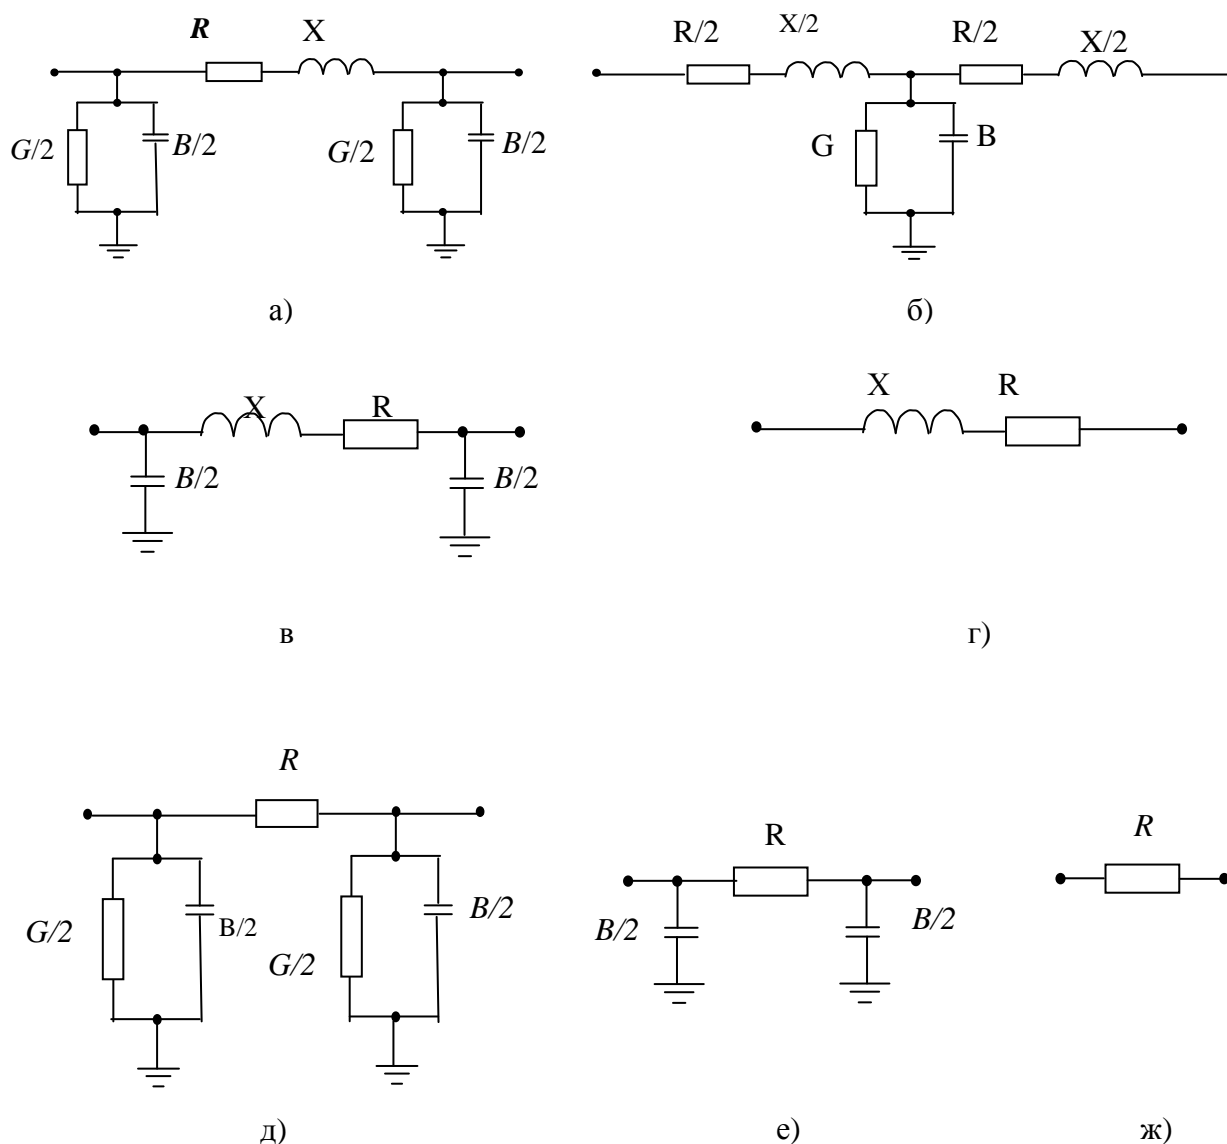 R X
G/2 B/2 G/2 B/2
а)
R/2 X/2 R/2 X/2
G B
б)
X R
B/2 B/2
в
X R
г)
R
G/2 B/2 G/2 B/2
д)
R
B/2 B/2
е)
R
ж)